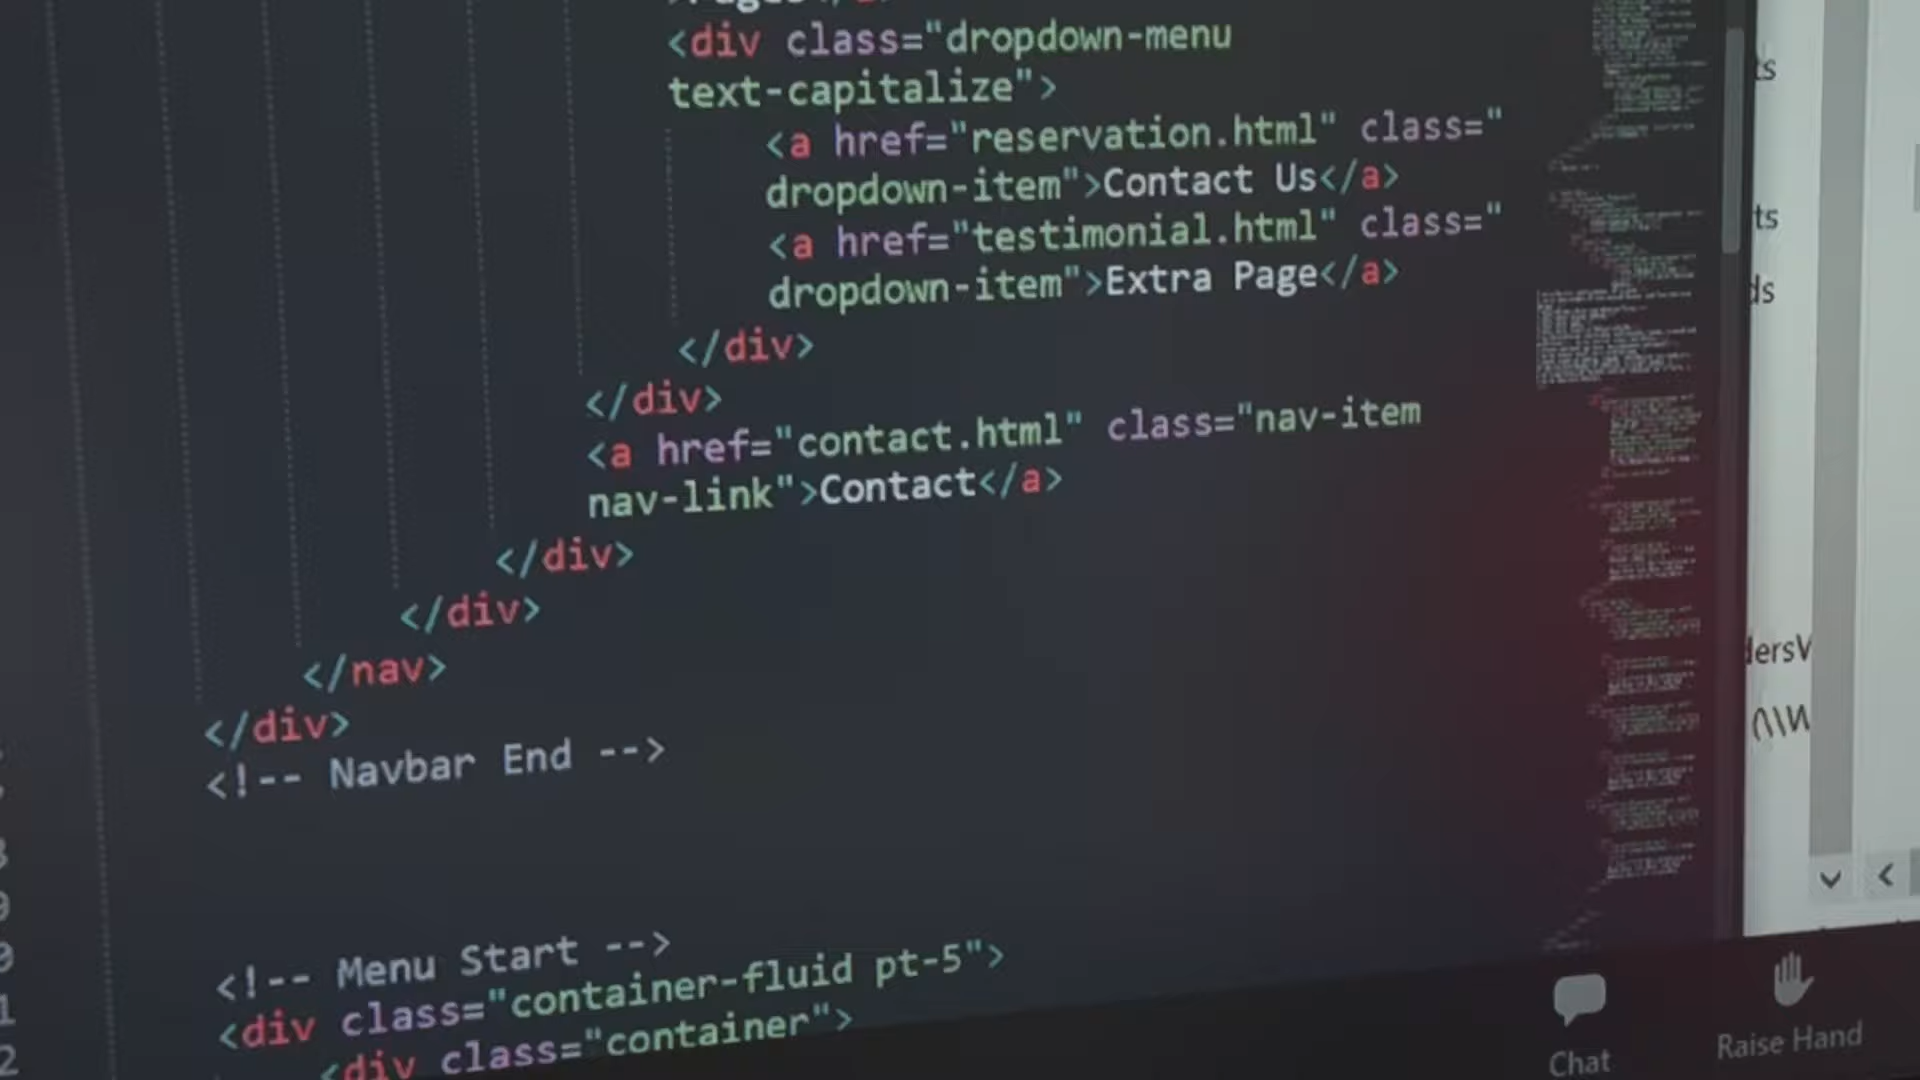 <div class="dropdown-menu
text-capitalize">
<a href="reservation.html" class="
dropdown-item">Contact Us</a>
<a href="testimonial.html" class="
dropdown-item">Extra Page</a>
</div>
</div>
<a href="contact.html" class="nav-item
nav-link">Contact</a>
</div>
</div>
</nav>
</div>
<!-- Navbar End -->
<!-- Menu Start -->
<div class="container-fluid pt-5">
<div class="container">
Chat
Raise Hand